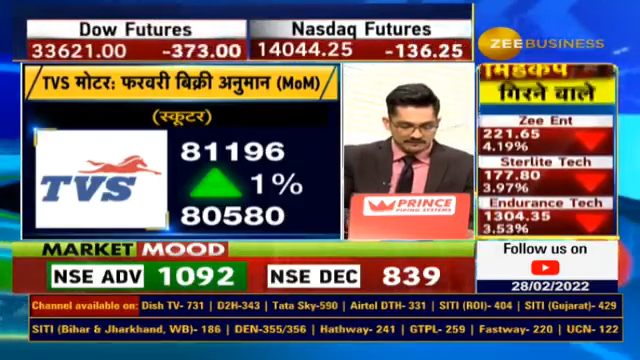 Dow Futures
33621.00 -373.00
Nasdaq Futures
14044.25 -136.25
ZEE BUSINESS
TVS मोटर: फरवरी बिक्री अनुमान (MoM)
(स्कूटर)
TVS
81196
1%
80580
PRINCE
PIPING SYSTEMS
मिडकैप
गिरने वाले
Zee Ent
221.65
4.19%
Sterlite Tech
177.80
3.97%
Endurance Tech
1304.35
3.53%
MARKET MOOD
NSE ADV 1092 NSE DEC 839
Follow us on
28/02/2022
Channel available on: Dish TV- 731 | D2H-343 | Tata Sky-590 | Airtel DTH- 331 | SITI (ROI)- 404 | SITI (Gujarat)- 429
SITI (Bihar & Jharkhand, WB)- 186 | DEN-355/356 | Hathway- 241 | GTPL- 259 | Fastway- 220 | UCN- 122